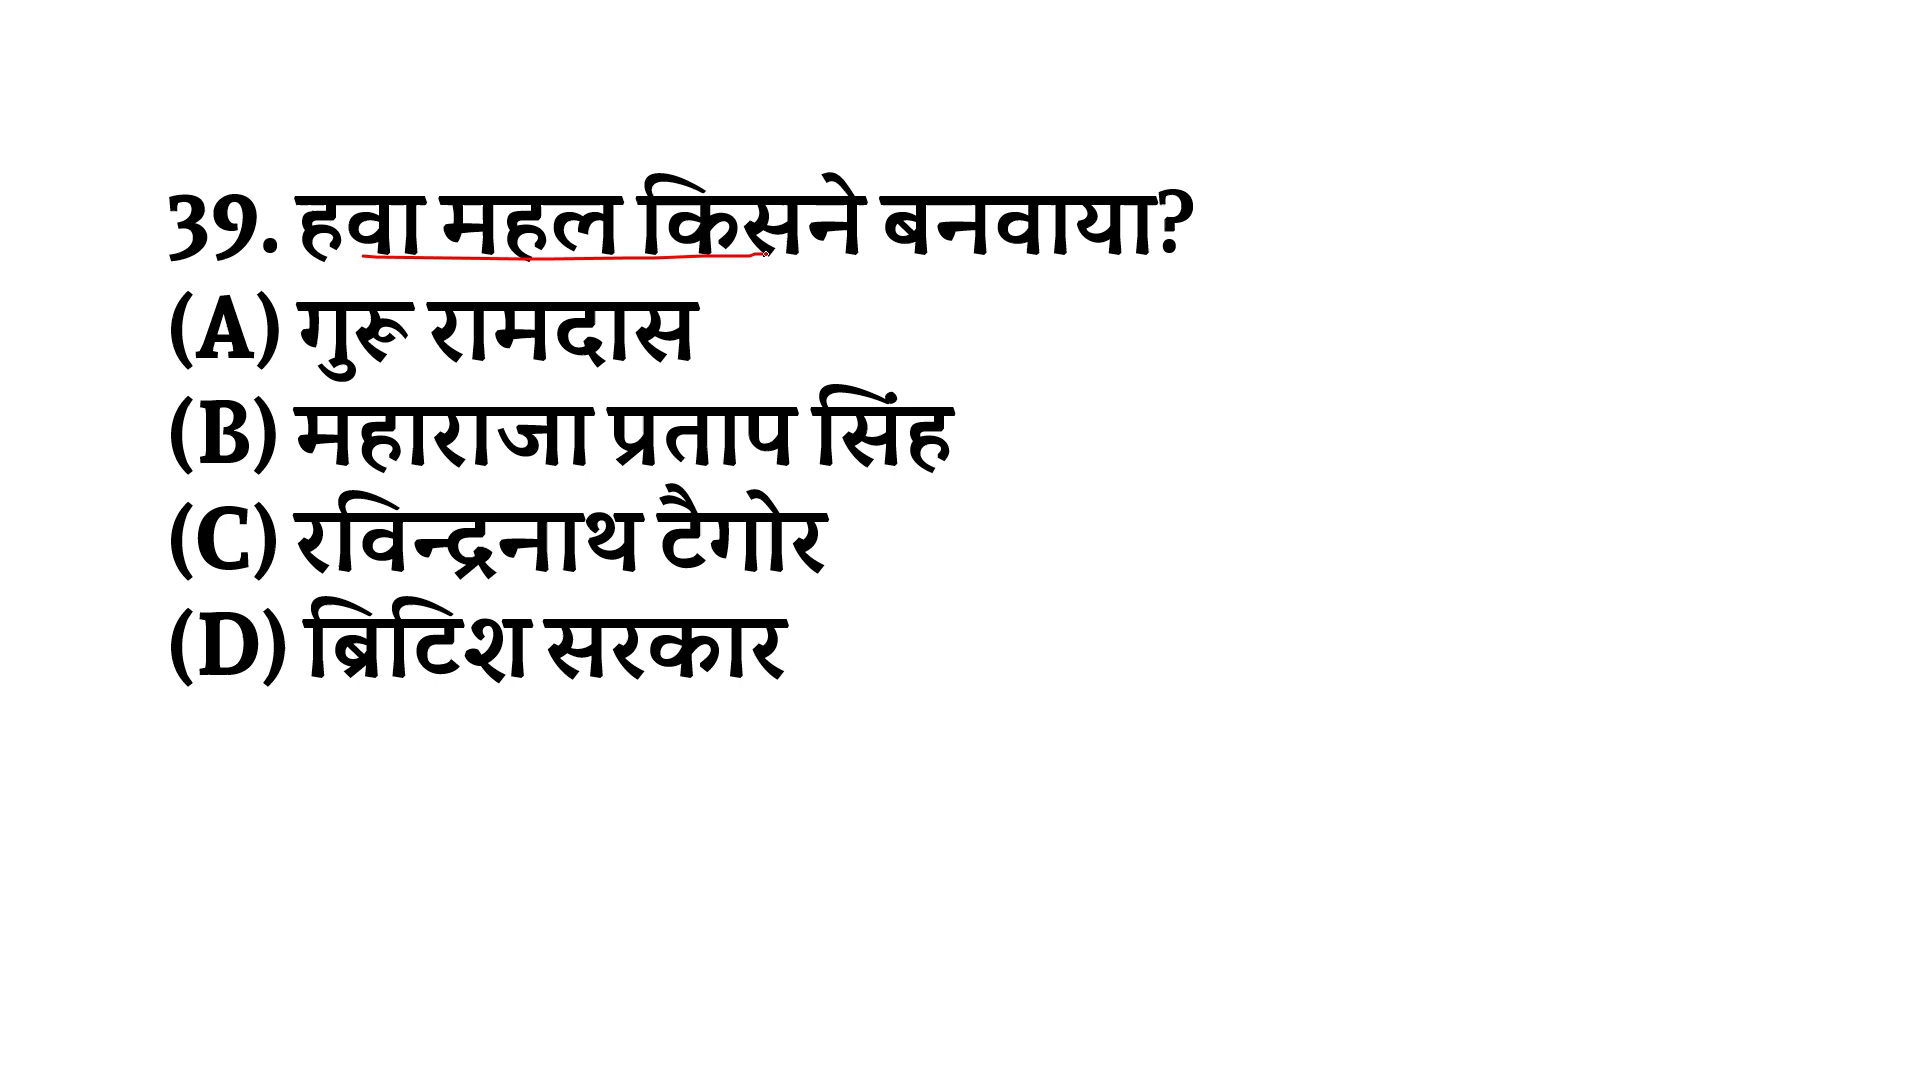 39. हवा महल किसने बनवाया?
(A) गुरू रामदास
(B) महाराजा प्रताप सिंह
(C) रविन्द्रनाथ टैगोर
(D) ब्रिटिश सरकार